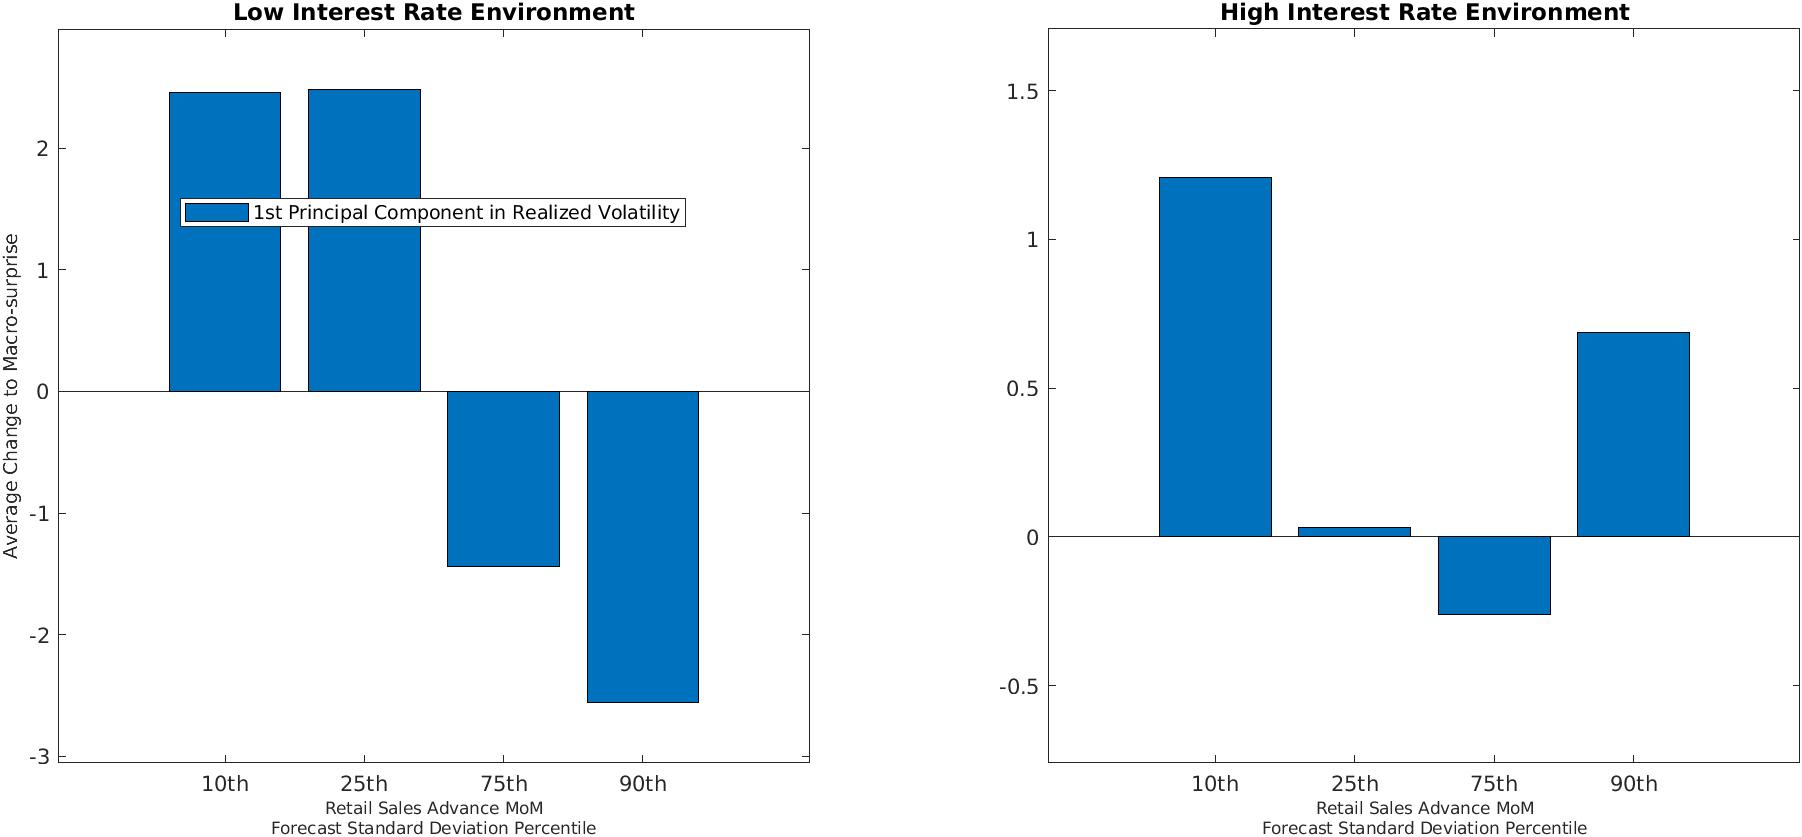 Low Interest Rate Environment
Average Change to Macro-surprise
2
1
0
-1
-2
-3
1st Principal Component in Realized Volatility
10th 25th 75th 90th
Retail Sales Advance MoM
Forecast Standard Deviation Percentile
High Interest Rate Environment
1.5
1
0.5
0
-0.5
10th 25th 75th 90th
Retail Sales Advance MoM
Forecast Standard Deviation Percentile